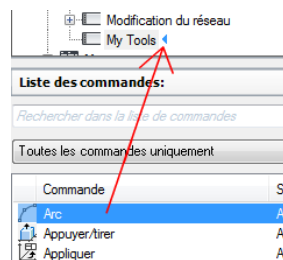 Modification du réseau
My Tools
Liste des commandes:
Rechercher dans la liste de commandes
Toutes les commandes uniquement
Commande S
Arc A
Appuyer/tirer A
Appliquer A